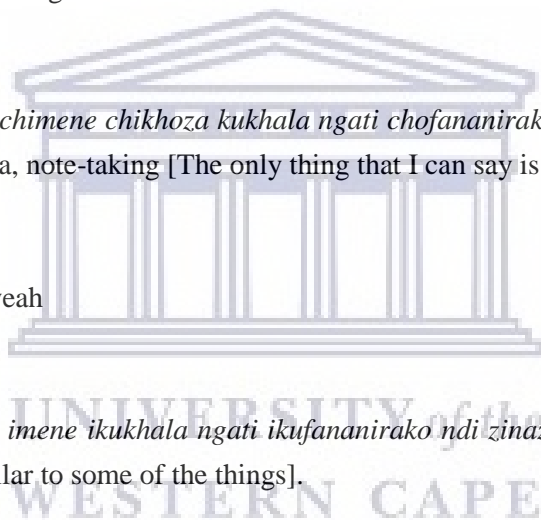 chimene chikhoza kukhala ngati chofananirak
a, note-taking [The only thing that I can say is
yeah
imene ikukhala ngati ikufananirako ndi zinaz
UNIVERSITY of the
lar to some of the things].
WESTERN CAPE